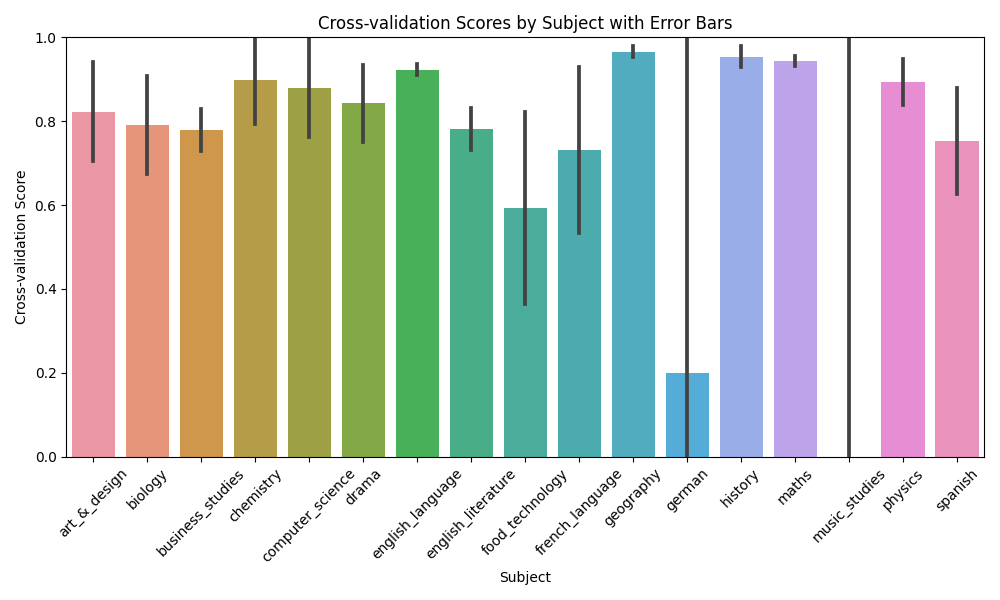 Cross-validation Scores by Subject with Error Bars
Cross-validation Score
1.0
0.8
0.6
0.4
0.2
0.0
art_&_design
biology
business_studies
chemistry
computer_science
drama
english_language
english_literature
food_technology
french_language
geography
german
history
maths
music_studies
physics
spanish
Subject